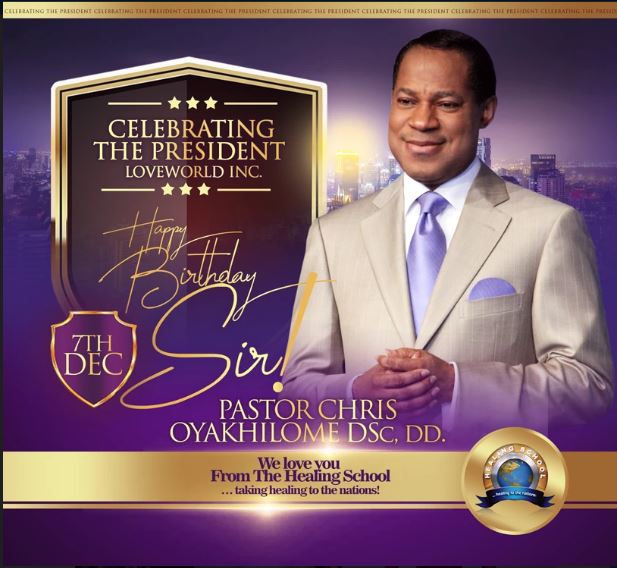 CELEBRATING THE PRESIDENT CELEBRATING THE PRESIDENT CELEBRATING THE PRESIDENT CELEBRATING THE PRESIDENT CELEBRATING THE PRESIDENT CELEBRATING THE PRESIDENT CELEBRATING THE
CELEBRATING
THE PRESIDENT
LOVEWORLD INC.
Happy
Birthday
Sir!
7TH
DEC
PASTOR CHRIS
OYAKHILOME DSC, DD.
We love you
From The Healing School
... taking healing to the nations!
HEALING SCHOOL